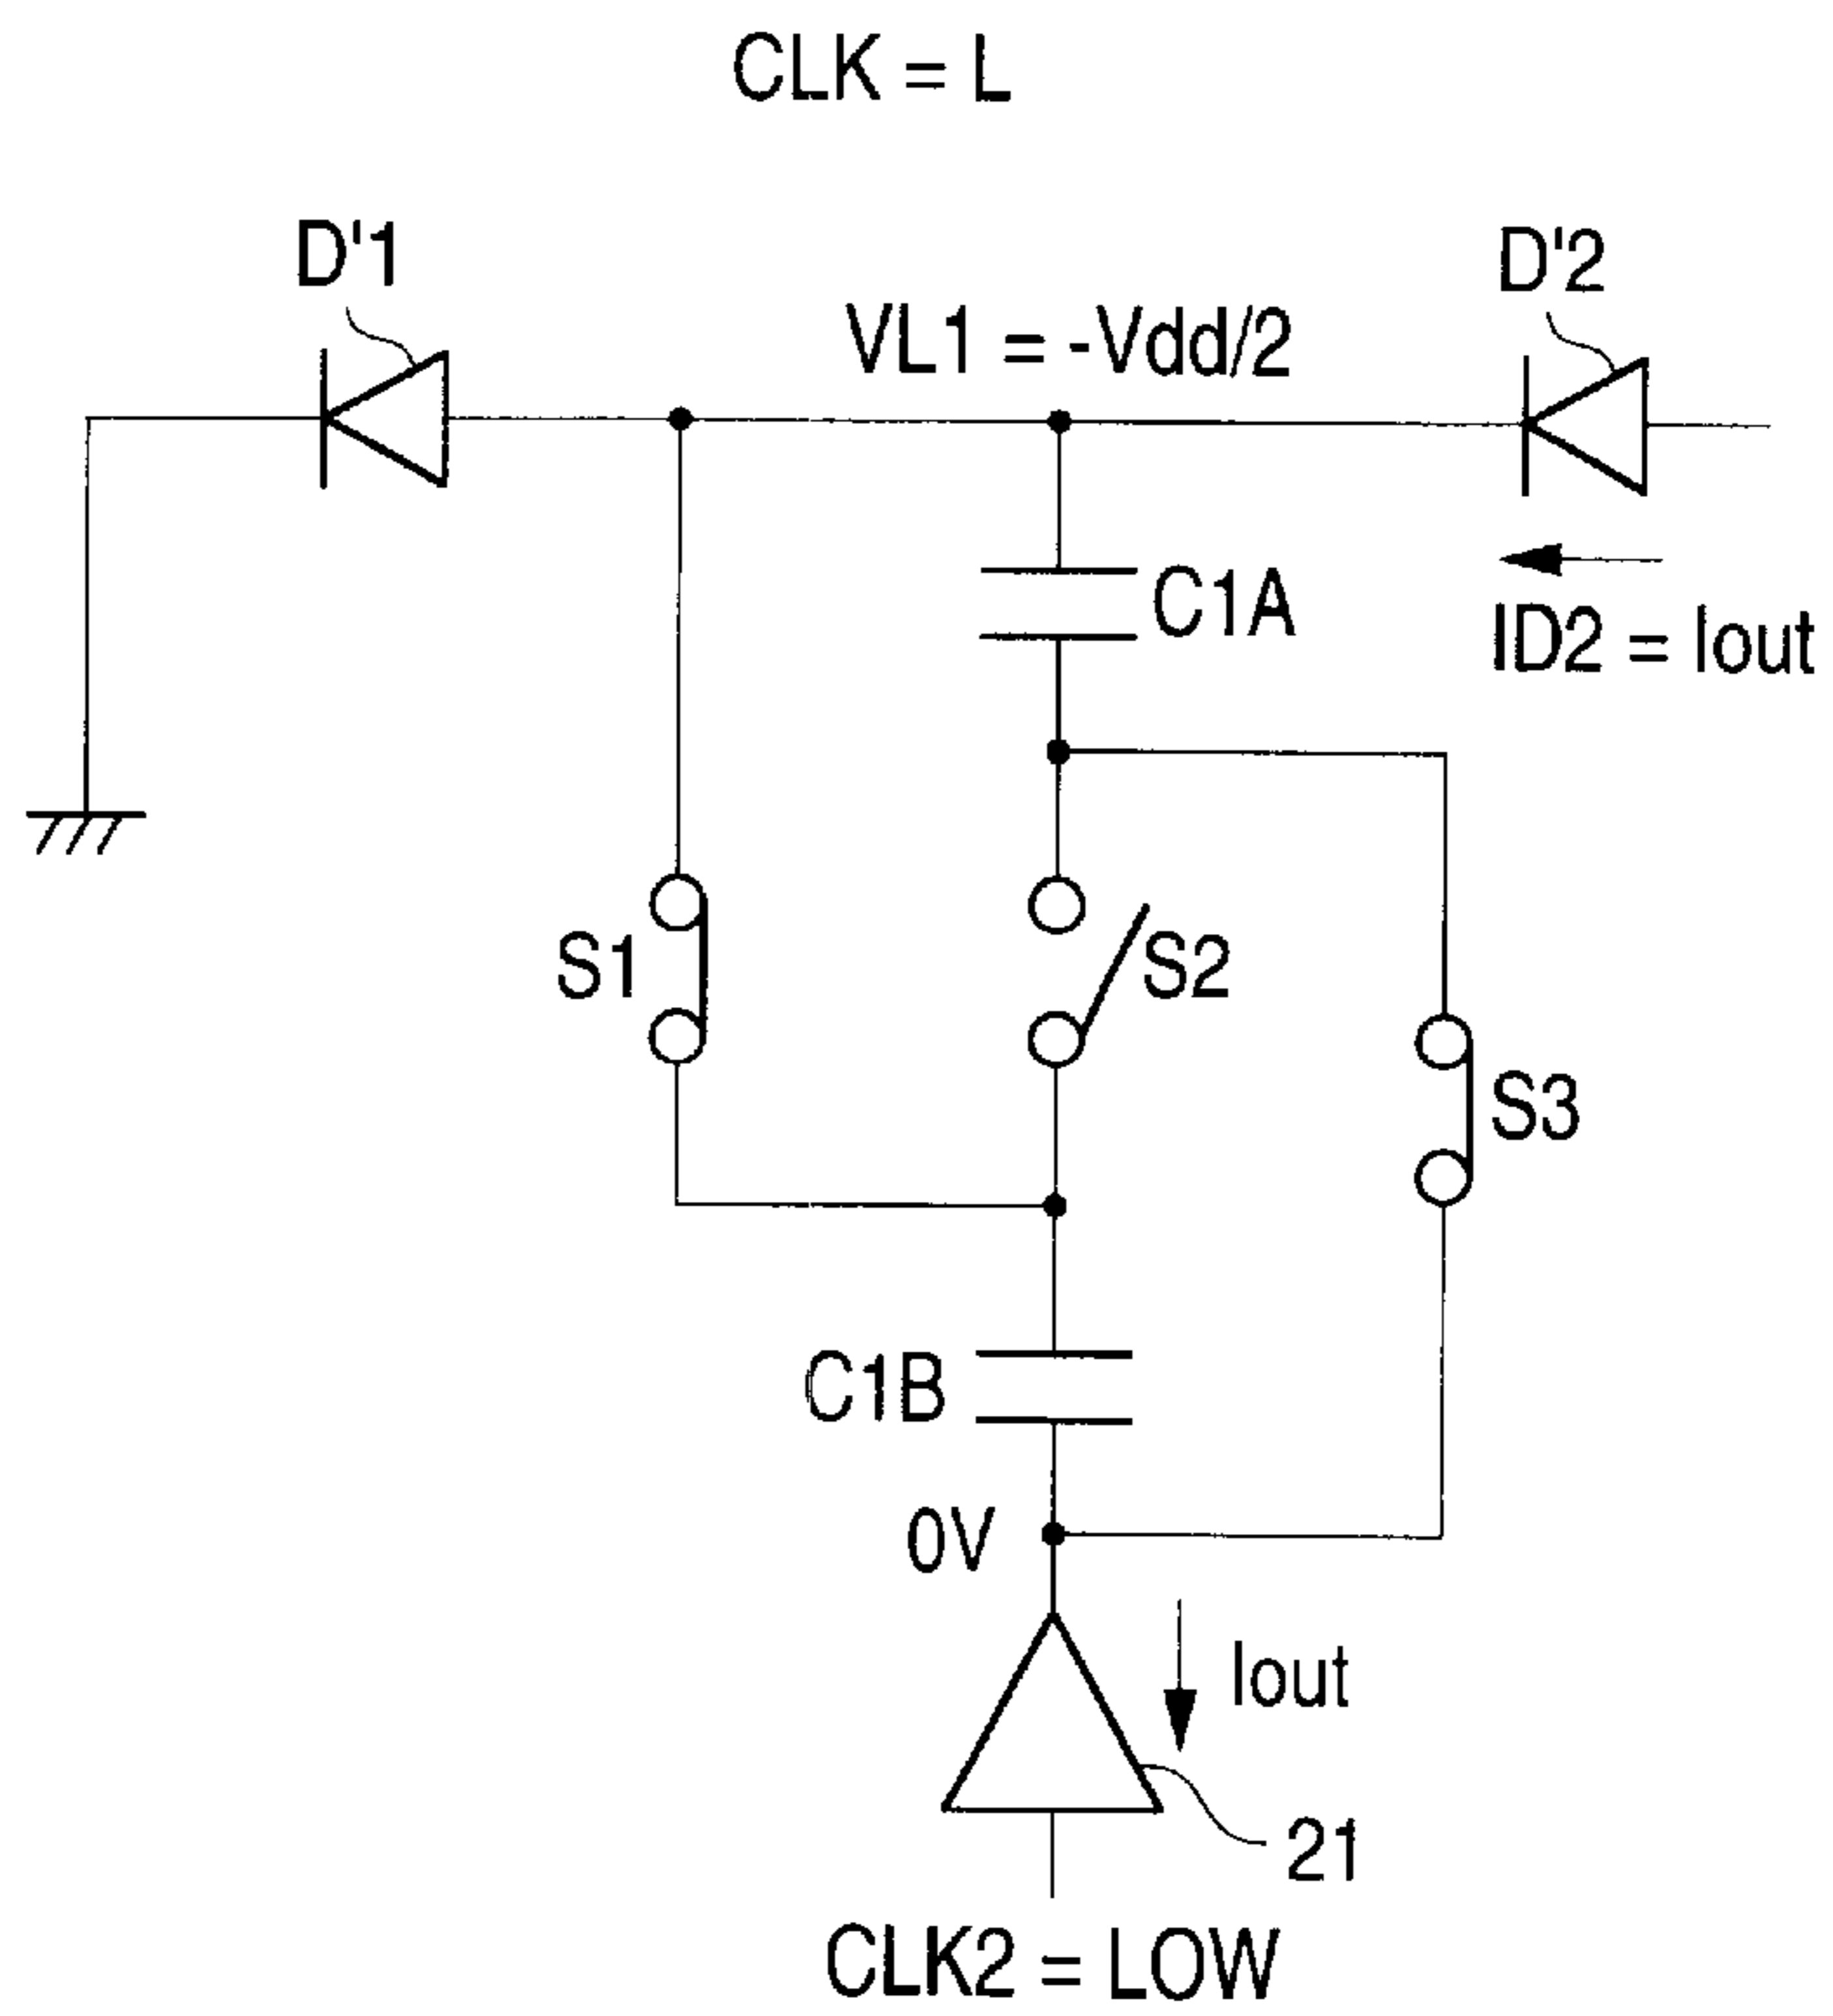 CLK = L
D'1
D'2
VL1 = -Vdd/2
C1A
ID2 = Iout
S1
S2
S3
C1B
0V
Iout
21
CLK2 = LOW